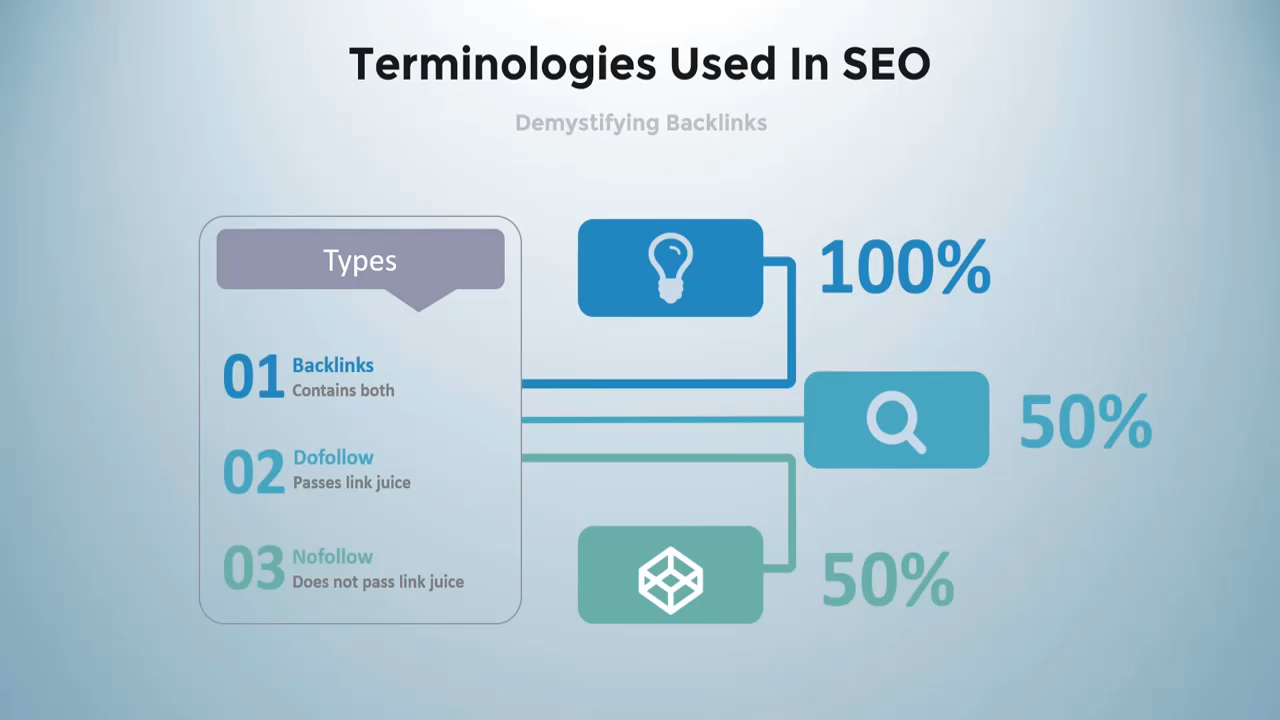 Terminologies Used In SEO
Demystifying Backlinks
Types
01 Backlinks
Contains both
02 Dofollow
Passes link juice
03 Nofollow
Does not pass link juice
100%
50%
50%